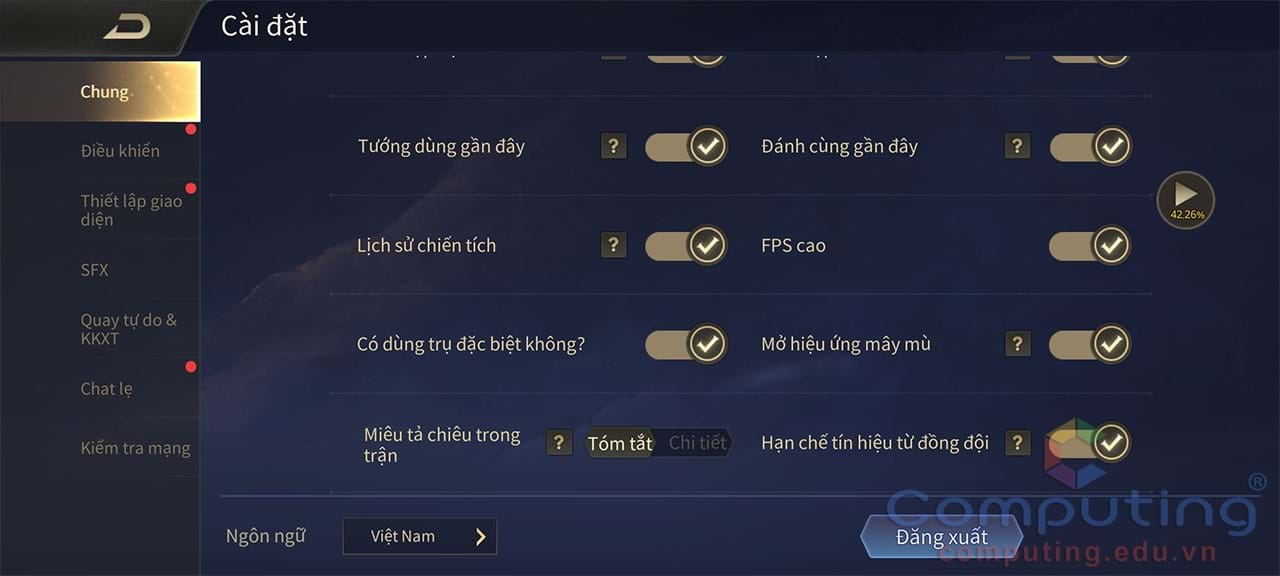 Cài đặt
Chung
Điều khiển
Thiết lập giao
diện
SFX
Quay tự do &
KKXT
Chat lẹ
Kiểm tra mạng
Tướng dùng gần đây
?
Đánh cùng gần đây
?
42,26%
Lịch sử chiến tích
?
FPS cao
Có dùng trụ đặc biệt không?
Mở hiệu ứng mây mù
?
Miêu tả chiêu trong
trận
?
Tóm tắt
Chi tiết
Hạn chế tín hiệu từ đồng đội
?
Ngôn ngữ
Việt Nam
Đăng xuất
Computing®
computing.edu.vn